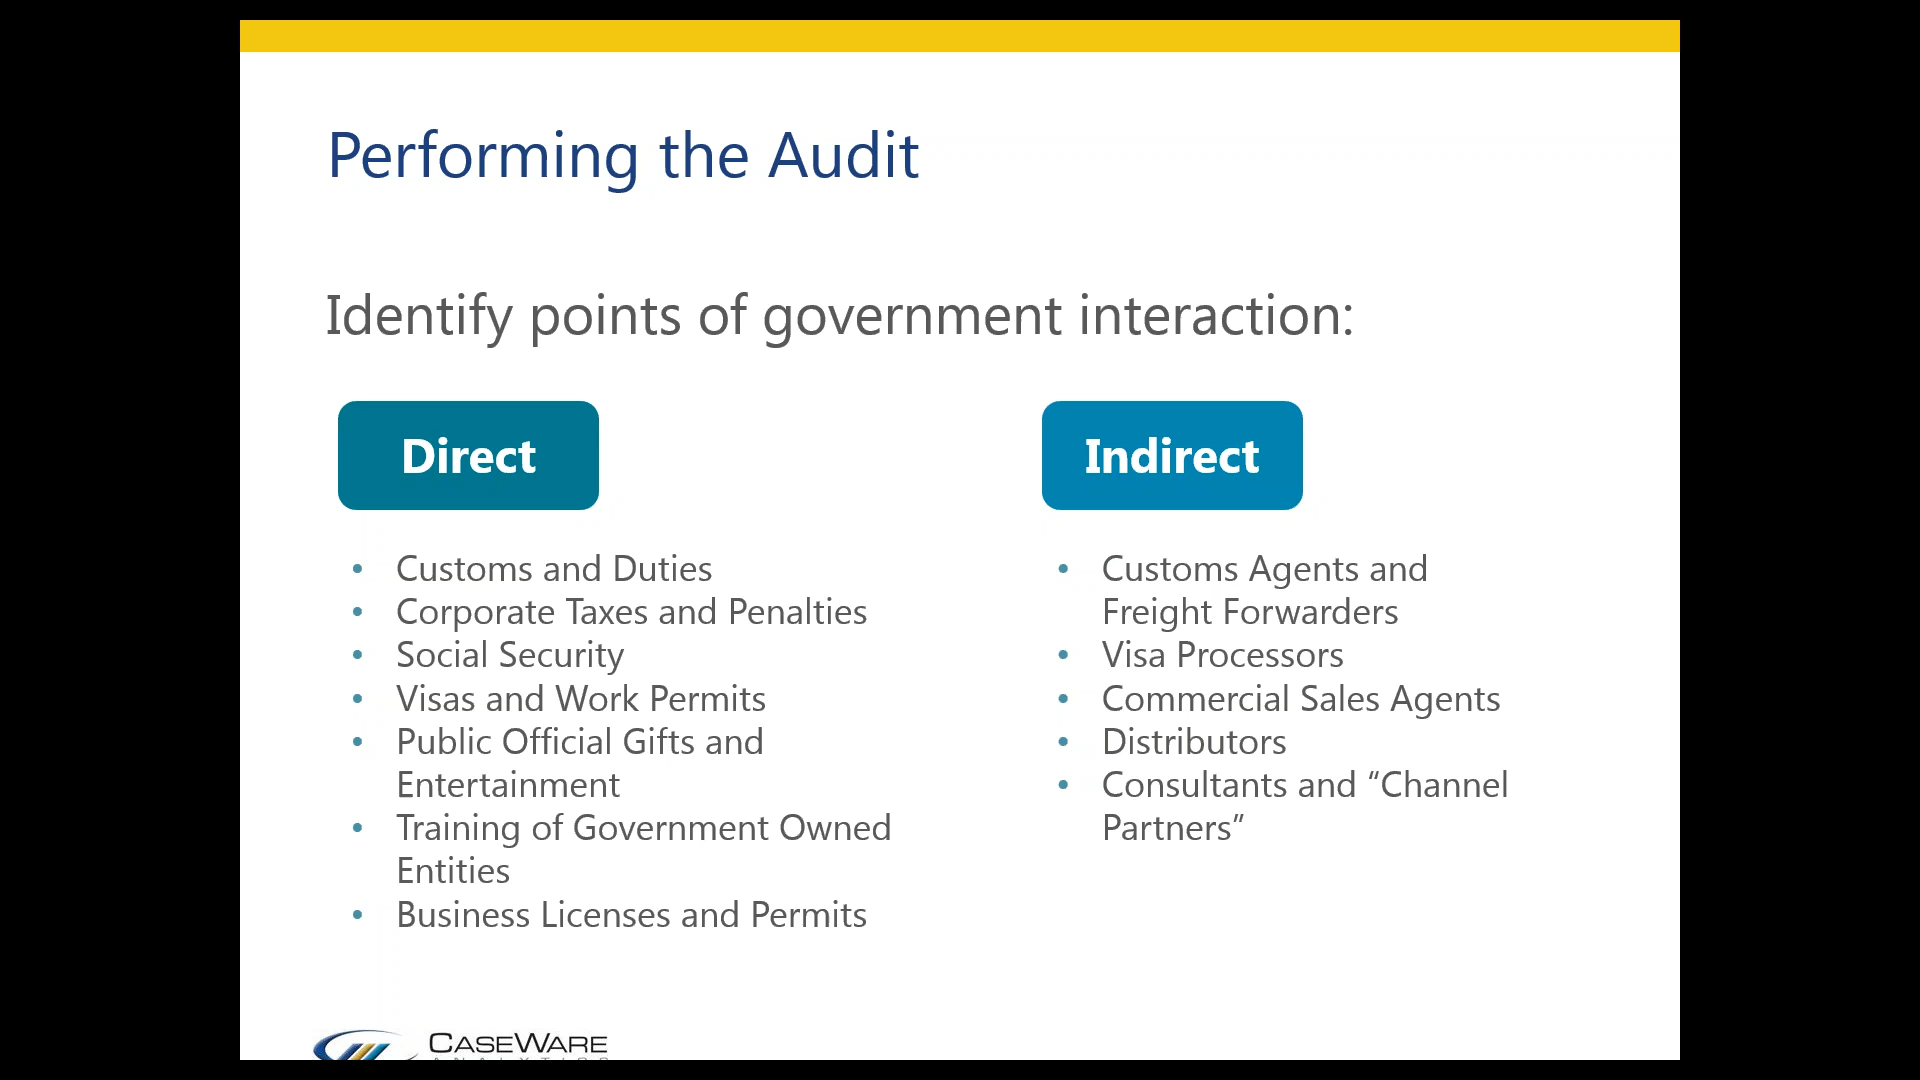 Performing the Audit
Identify points of government interaction:
Direct
• Customs and Duties
• Corporate Taxes and Penalties
• Social Security
• Visas and Work Permits
• Public Official Gifts and
Entertainment
• Training of Government Owned
Entities
• Business Licenses and Permits
Indirect
• Customs Agents and
Freight Forwarders
• Visa Processors
• Commercial Sales Agents
• Distributors
• Consultants and “Channel
Partners”
CASEWARE